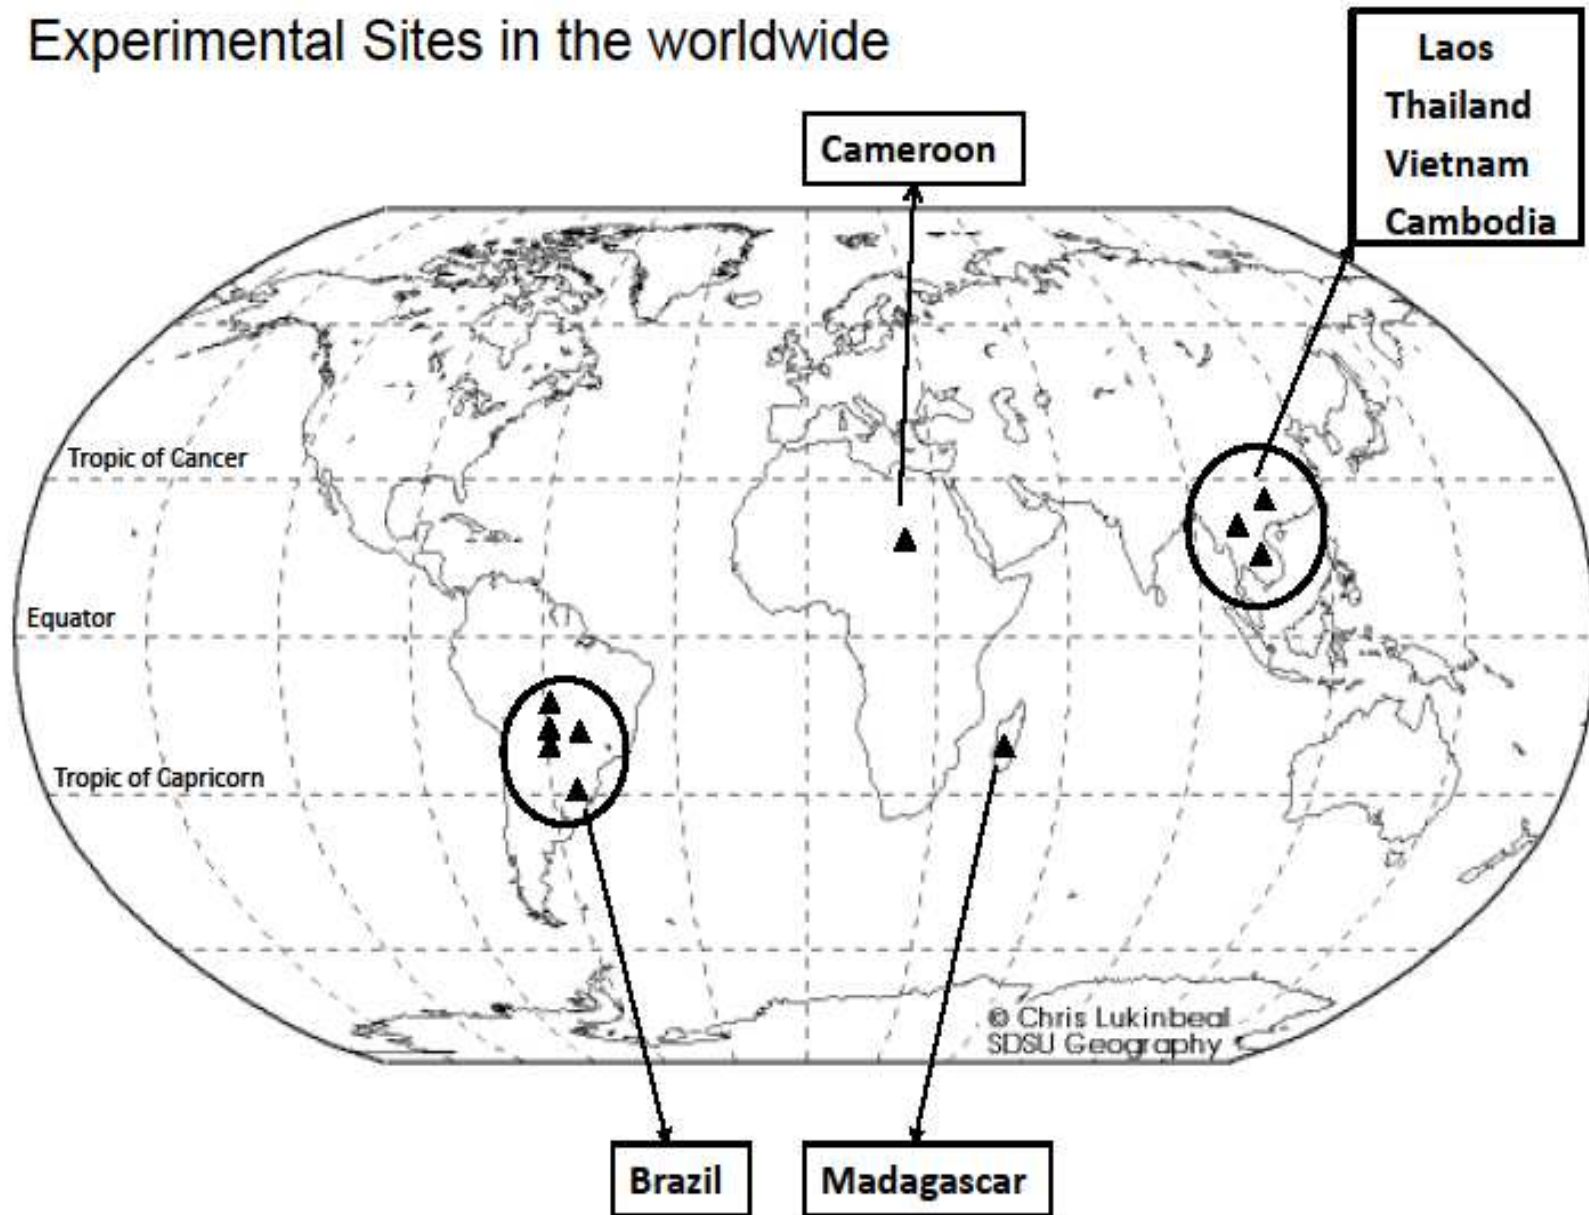 Experimental Sites in the worldwide
Laos
Thailand
Vietnam
Cambodia
Cameroon
Tropic of Cancer
Equator
Tropic of Capricorn
© Chris Lukinbeal
SDSU Geography
Brazil
Madagascar